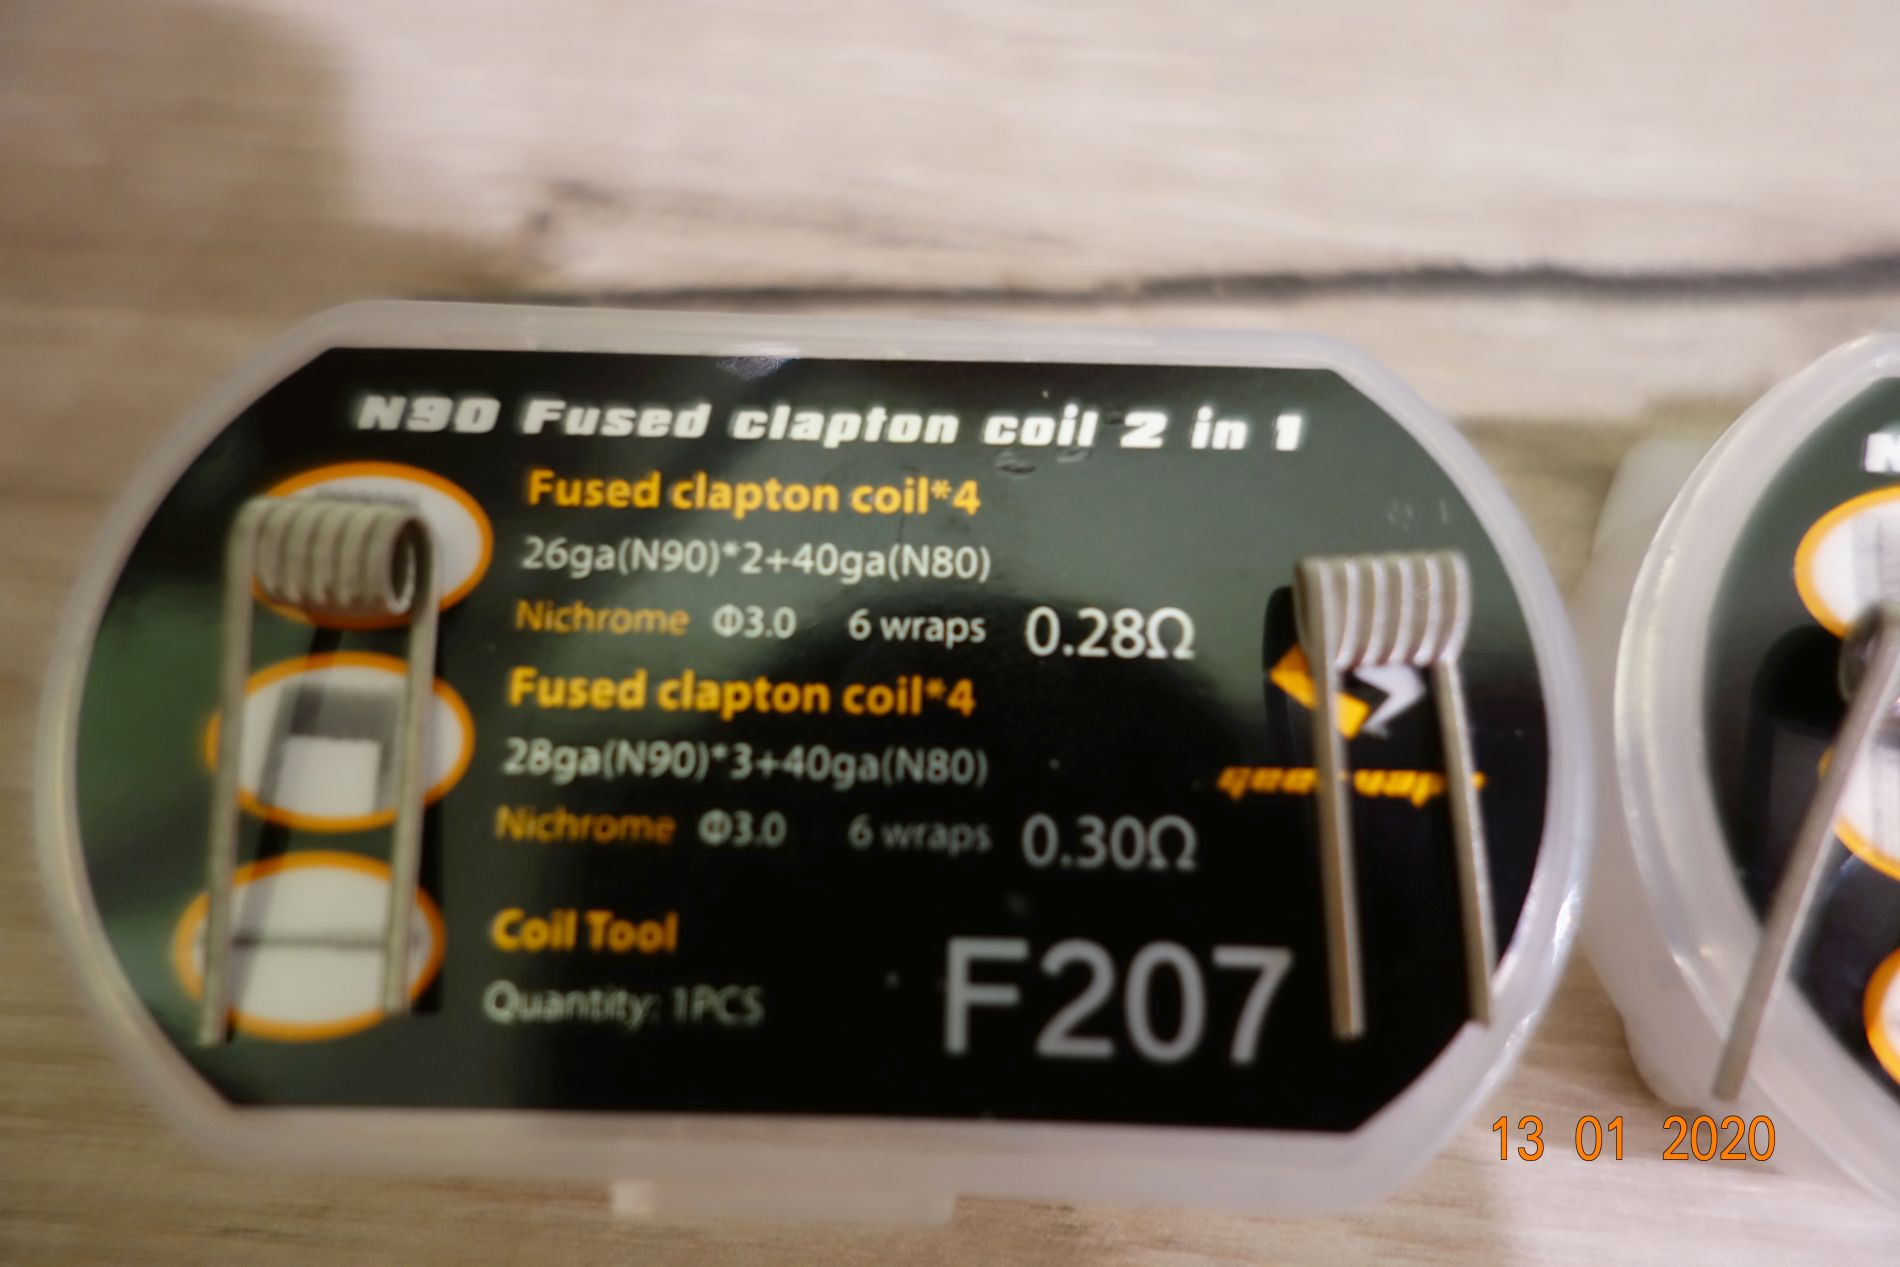 N90 Fused clapton coil 2 in 1
Fused clapton coil*4
26ga(N90)*2+40ga(N80)
Nichrome Φ3.0 6 wraps 0.28Ω
Fused clapton coil*4
28ga(N90)*3+40ga(N80)
Nichrome Φ3.0 6 wraps 0.30Ω
Coil Tool
Quantity: 1PCS
F207
13 01 2020